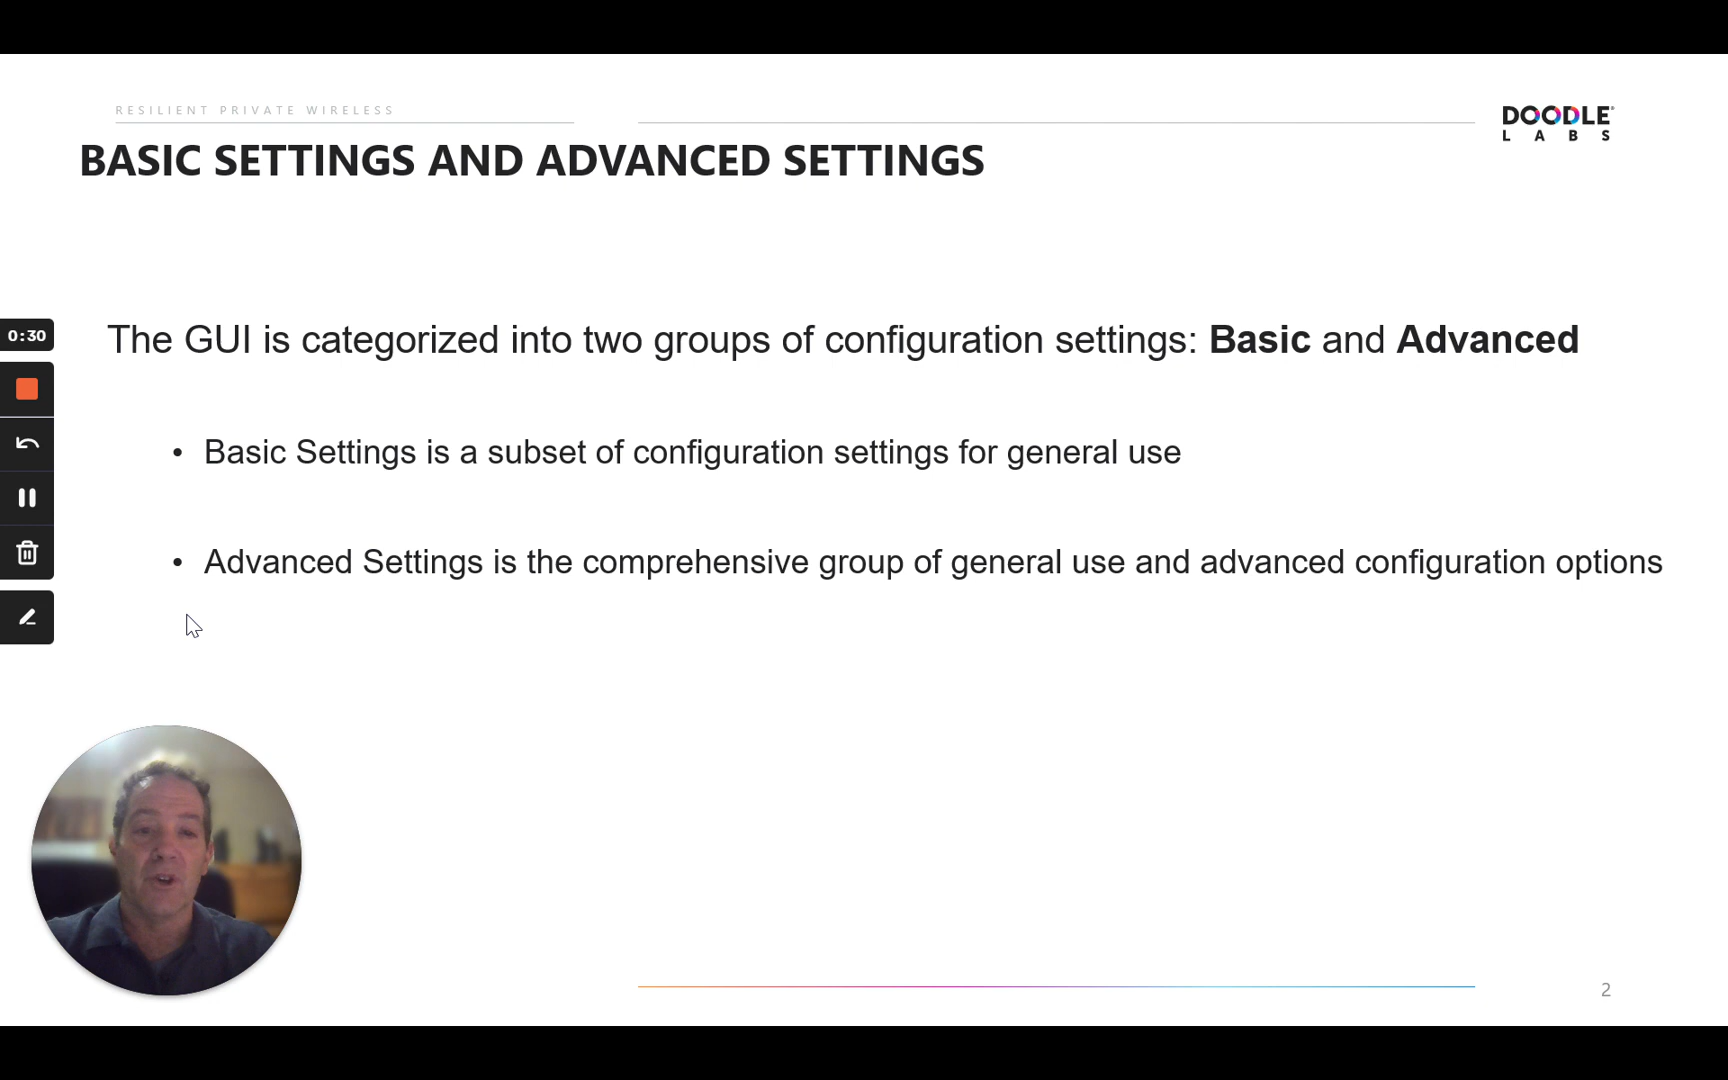 RESILIENT PRIVATE WIRELESS
DOODLE
LABS
BASIC SETTINGS AND ADVANCED SETTINGS
0:30
The GUI is categorized into two groups of configuration settings: Basic and Advanced
• Basic Settings is a subset of configuration settings for general use
• Advanced Settings is the comprehensive group of general use and advanced configuration options
2